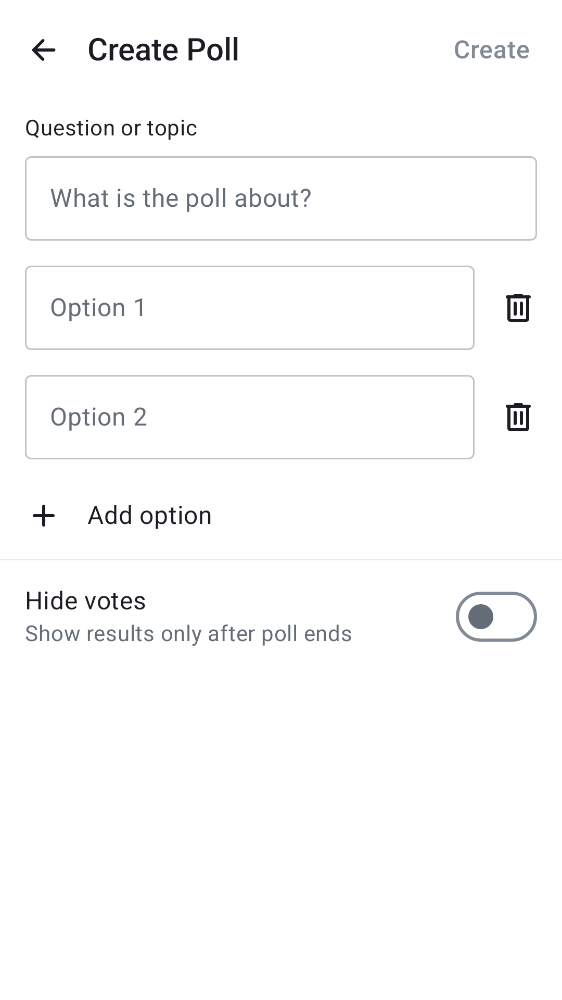 Create Poll
Create
Question or topic
What is the poll about?
Option 1
Option 2
Add option
Hide votes
Show results only after poll ends